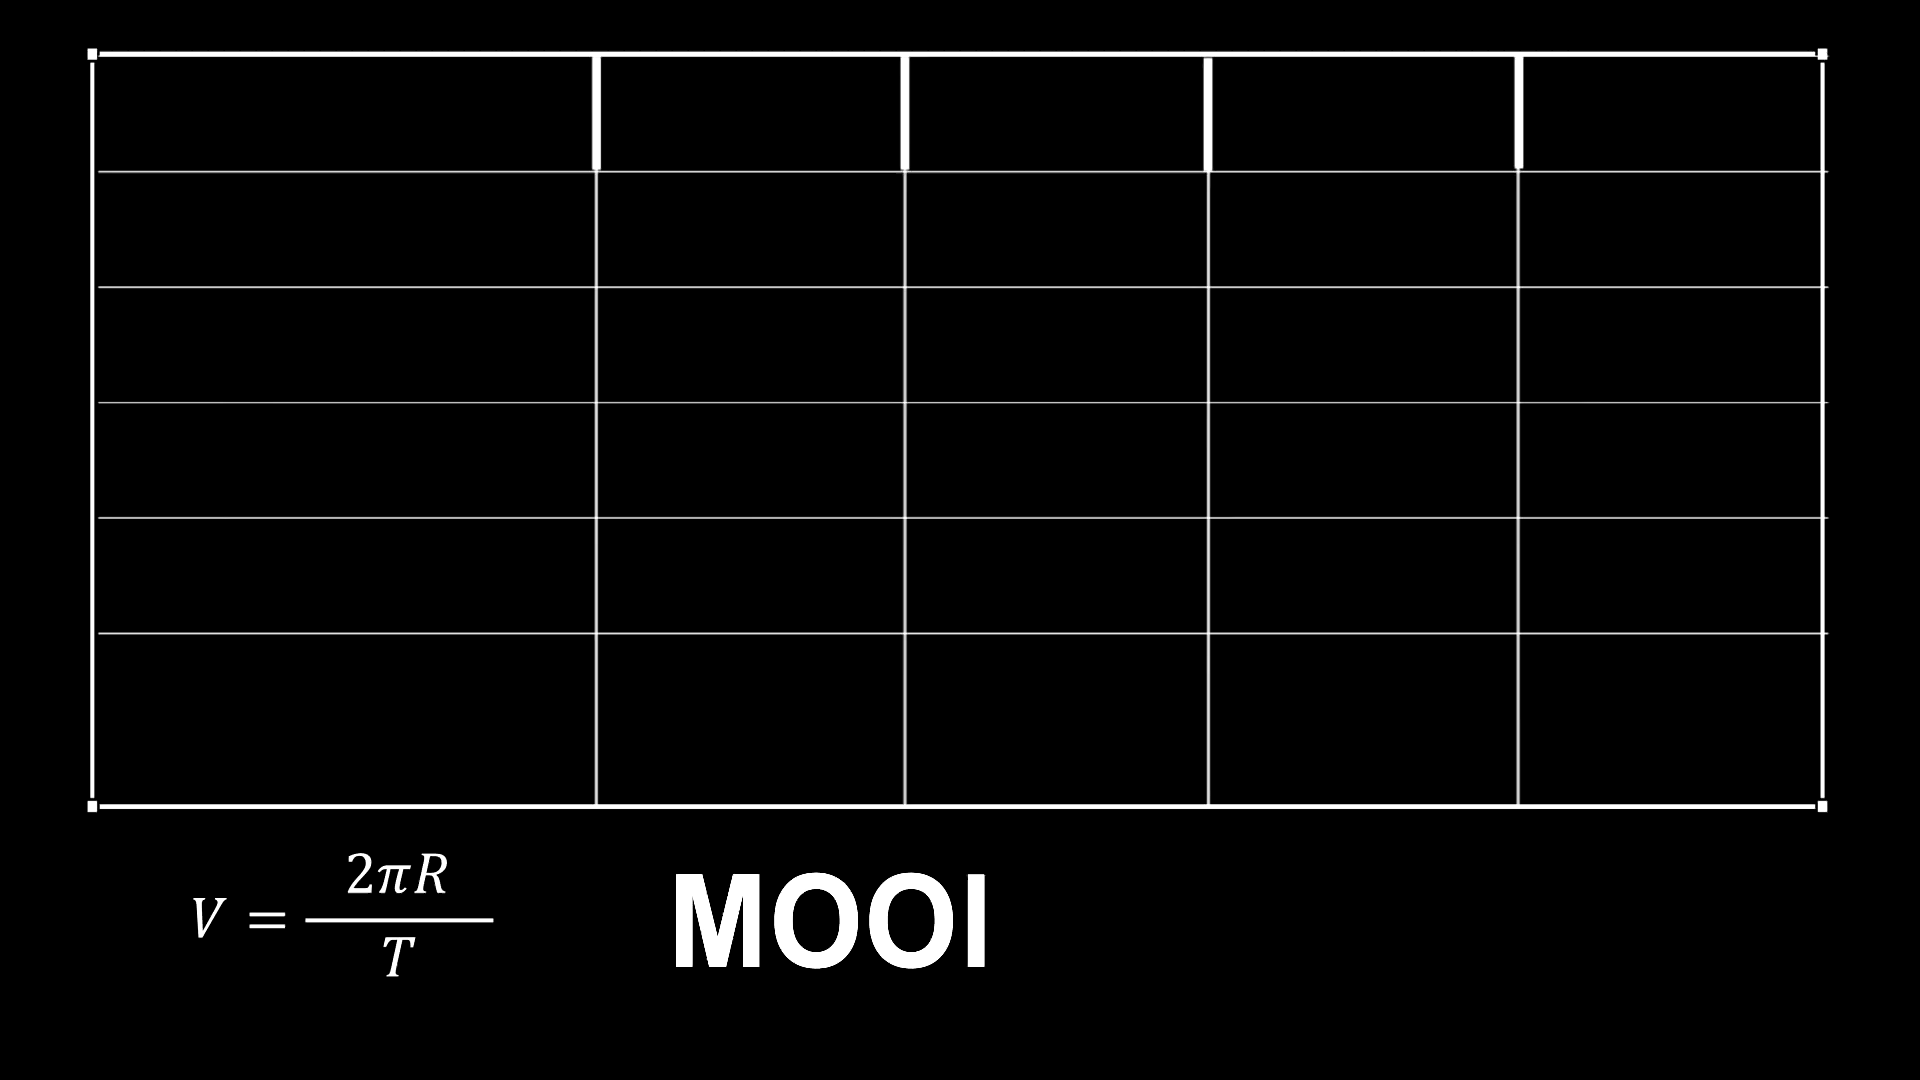 V = 2πR / T
MOOI